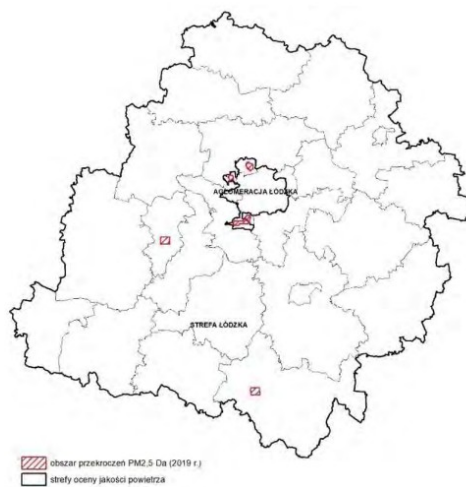 AGLOMERACJA ŁÓDZKA
STREFA ŁÓDZKA
obszar przekroczeń PM2,5 Da (2019 r.)
strefy oceny jakości powietrza